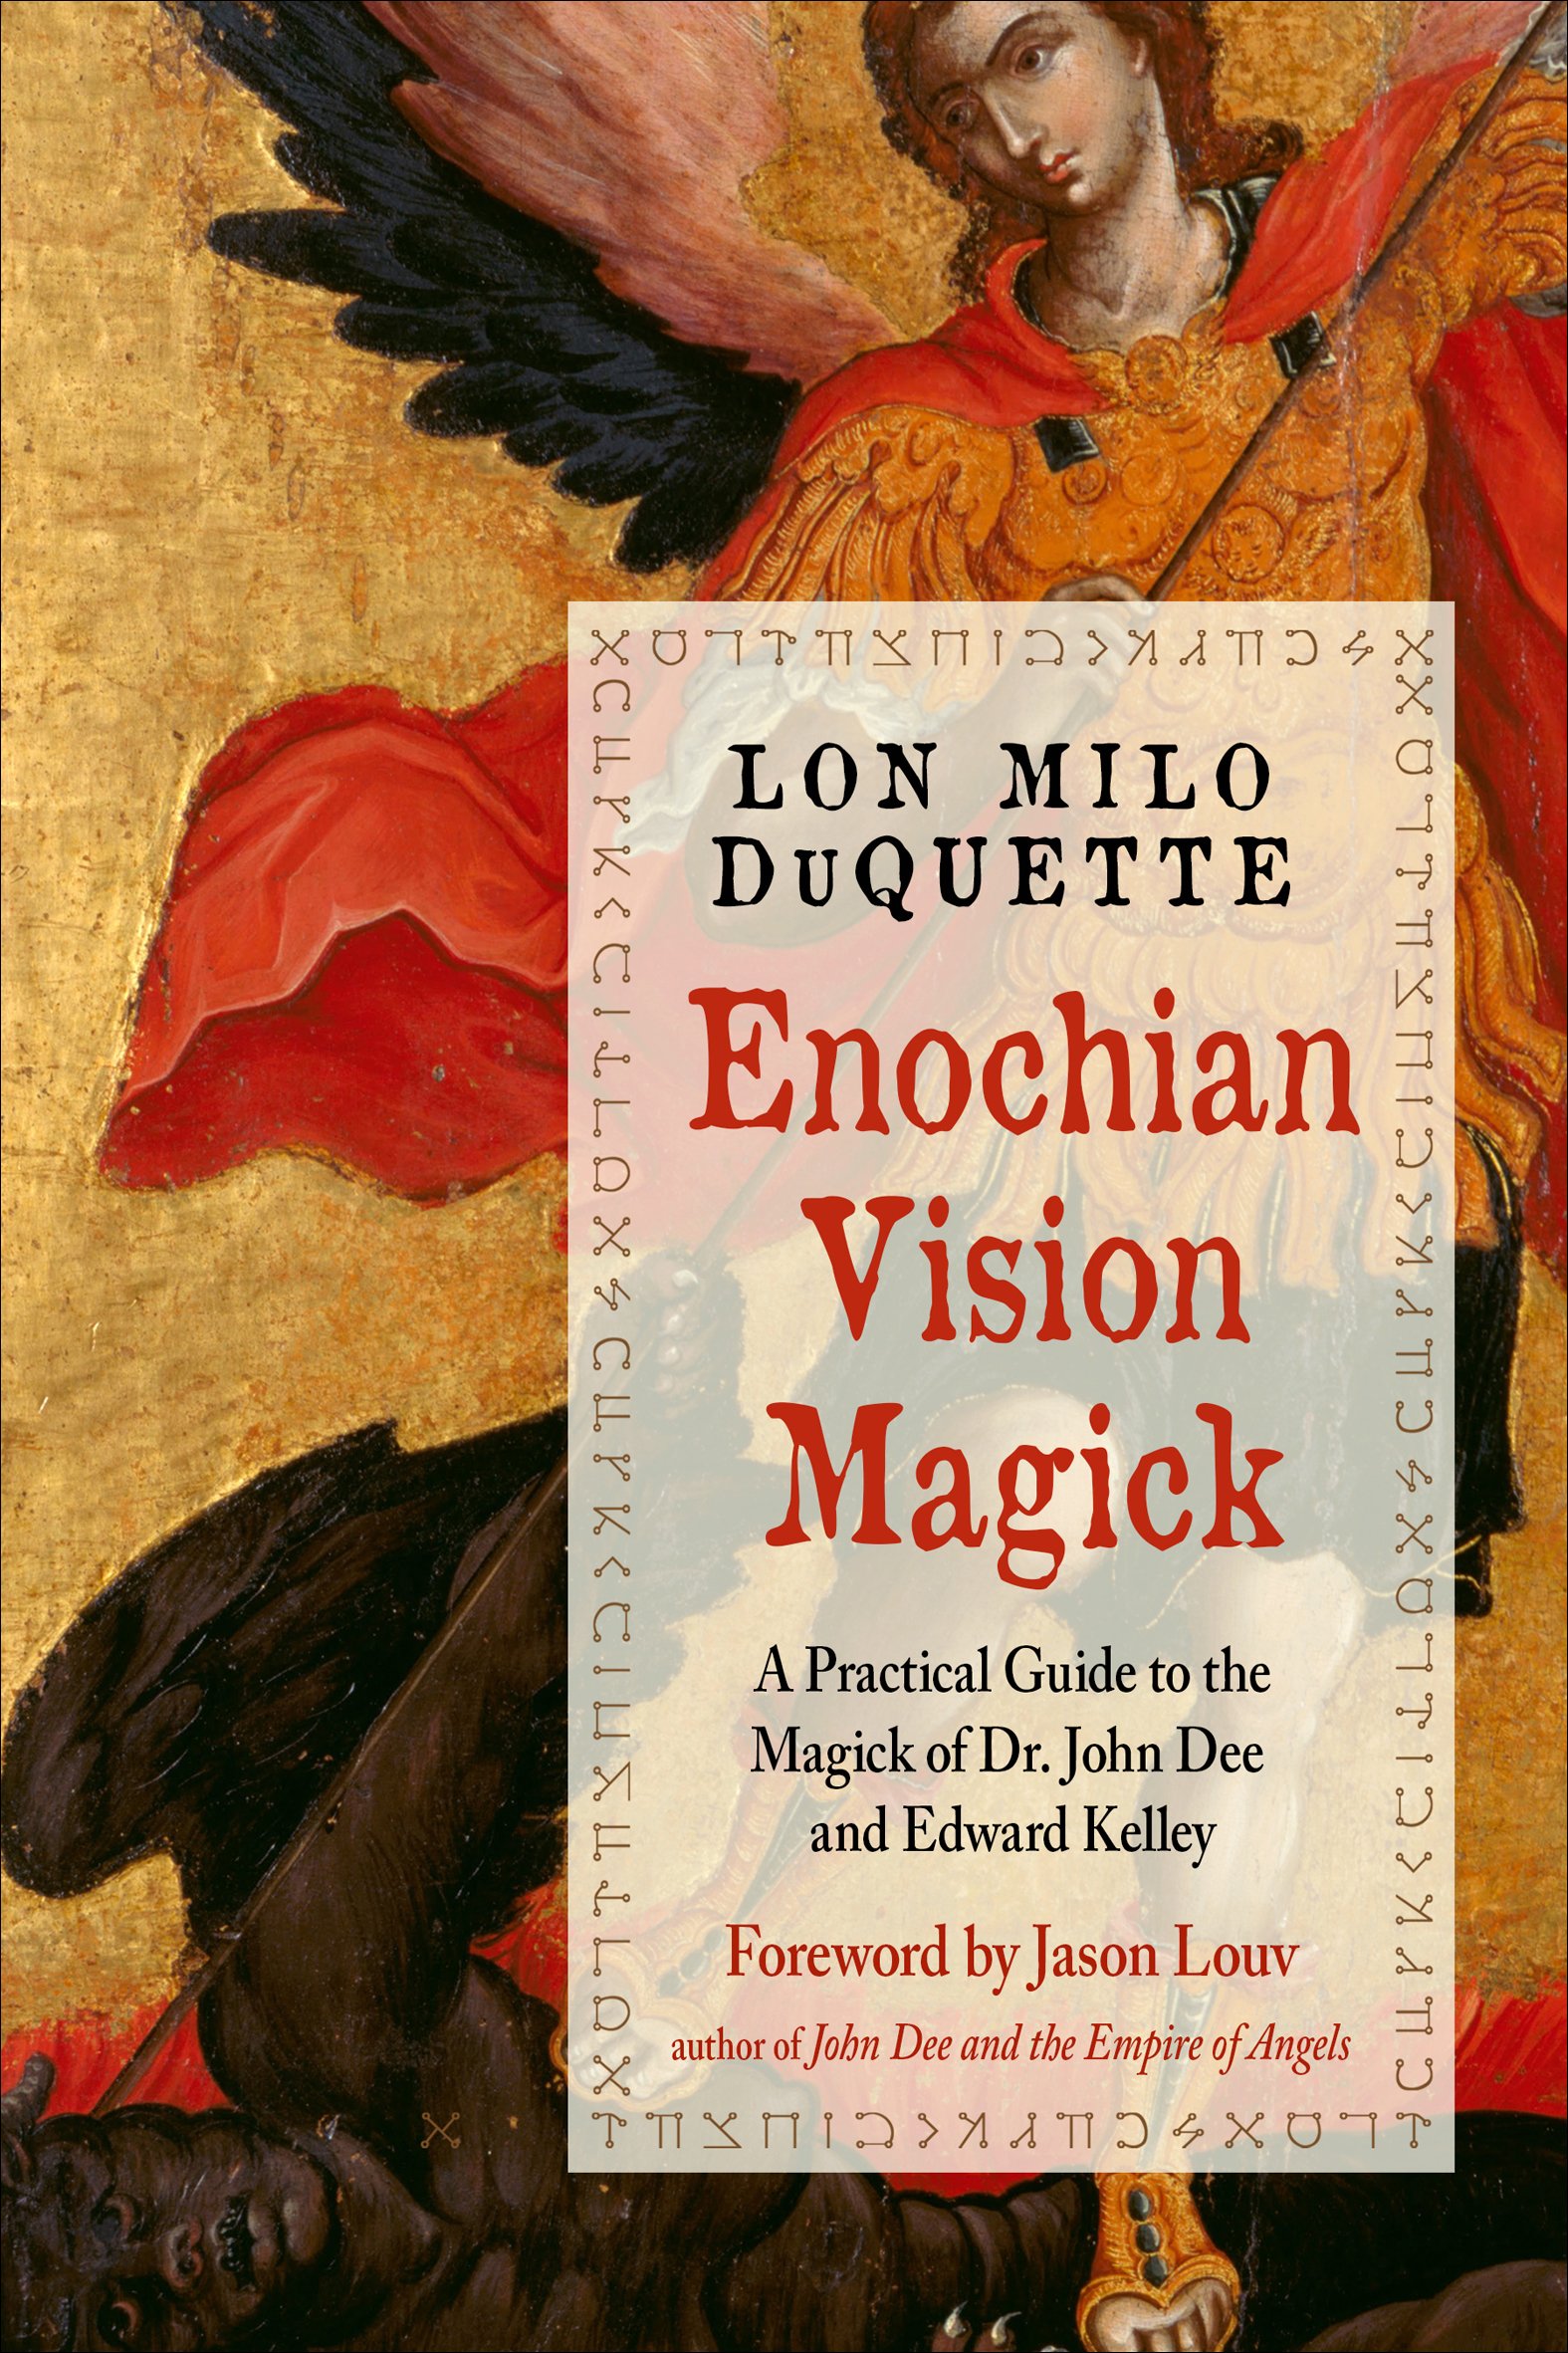 LON MILO
DuQUETTE
Enochian
Vision
Magick
A Practical Guide to the
Magick of Dr. John Dee
and Edward Kelley
Foreword by Jason Louv
author of John Dee and the Empire of Angels